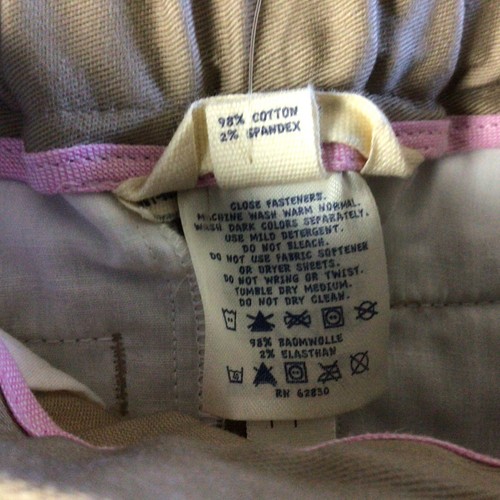 98% COTTON
2% SPANDEX
CLOSE FASTENERS.
MACHINE WASH WARM NORMAL.
WASH DARK COLORS SEPARATELY.
USE MILD DETERGENT.
DO NOT BLEACH.
DO NOT USE FABRIC SOFTENER
OR DRYER SHEETS.
DO NOT WRING OR TWIST.
TUMBLE DRY MEDIUM.
DO NOT DRY CLEAN.
98% BAUMWOLLE
2% ELASTHAN
RN 62830